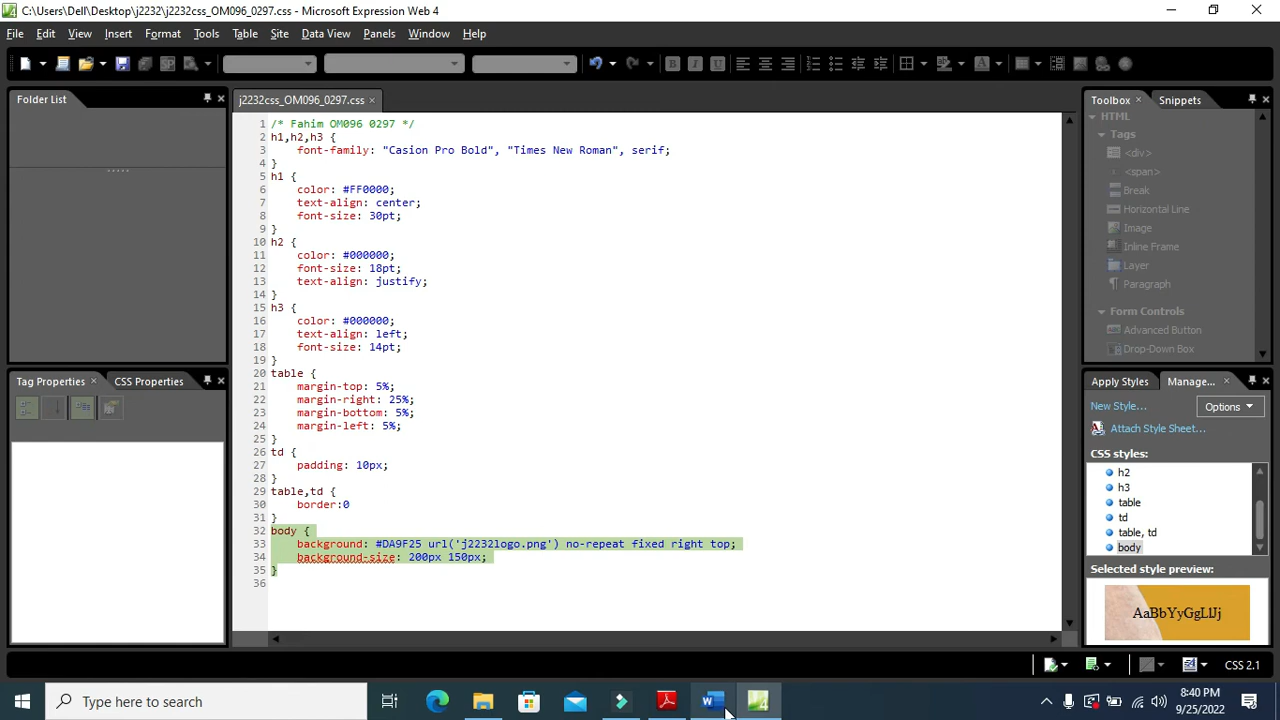 C:\Users\Dell\Desktop\j2232\j2232css_OM096_0297.css - Microsoft Expression Web 4
File Edit View Insert Format Tools Table Site Data View Panels Window Help
Folder List
j2232css_OM096_0297.css
Toolbox Snippets
HTML
Tags
<div>
<span>
Break
Horizontal Line
Image
Inline Frame
Layer
Paragraph
Form Controls
Advanced Button
Drop-Down Box
1 /* Fahim OM096 0297 */
2 h1,h2,h3 {
3 font-family: "Casion Pro Bold", "Times New Roman", serif;
4 }
5 h1 {
6 color: #FF0000;
7 text-align: center;
8 font-size: 30pt;
9 }
10 h2 {
11 color: #000000;
12 font-size: 18pt;
13 text-align: justify;
14 }
15 h3 {
16 color: #000000;
17 text-align: left;
18 font-size: 14pt;
19 }
20 table {
21 margin-top: 5%;
22 margin-right: 25%;
23 margin-bottom: 5%;
24 margin-left: 5%;
25 }
26 td {
27 padding: 10px;
28 }
29 table,td {
30 border:0
31 }
32 body {
33 background: #DA9F25 url('j2232logo.png') no-repeat fixed right top;
34 background-size: 200px 150px;
35 }
36
Tag Properties CSS Properties
Apply Styles Manage...
New Style... Options
Attach Style Sheet...
CSS styles:
h2
h3
table
td
table, td
body
Selected style preview:
AaBbYyGgLlJj
CSS 2.1
Type here to search
8:40 PM
9/25/2022